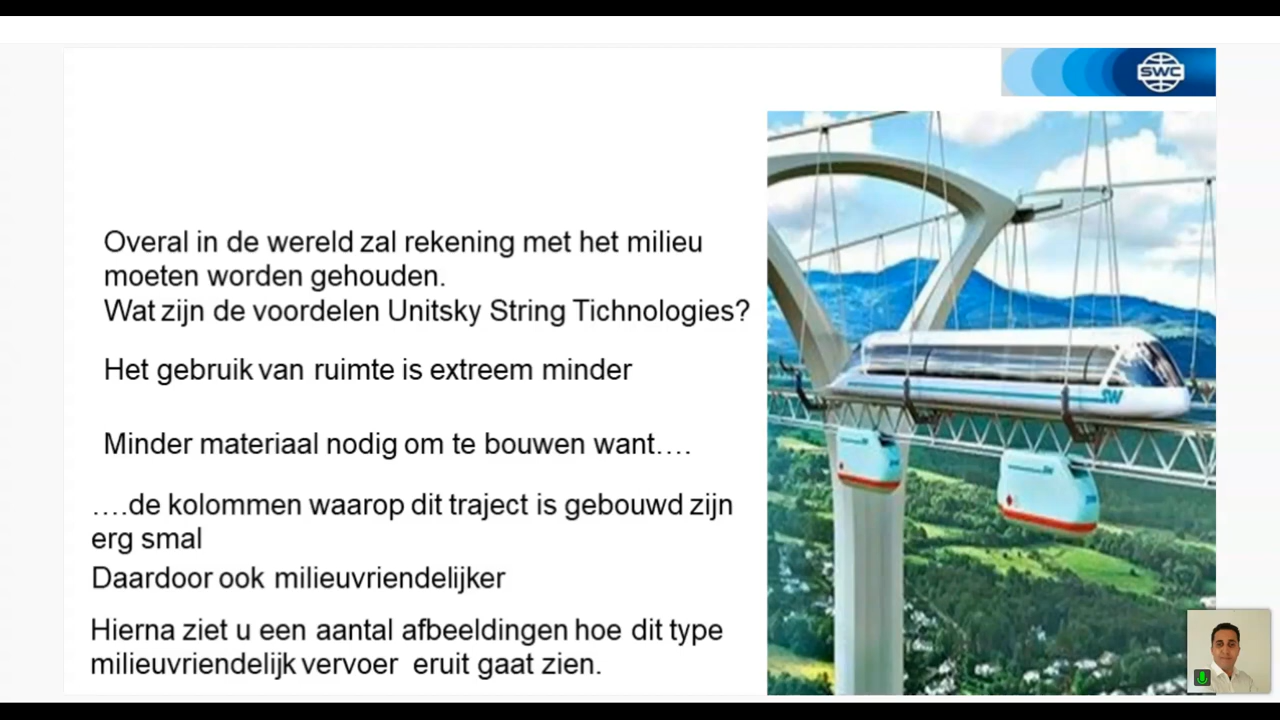 SWC
Overal in de wereld zal rekening met het milieu
moeten worden gehouden.
Wat zijn de voordelen Unitsky String Tichnologies?
Het gebruik van ruimte is extreem minder
Minder materiaal nodig om te bouwen want....
....de kolommen waarop dit traject is gebouwd zijn
erg smal
Daardoor ook milieuvriendelijker
Hierna ziet u een aantal afbeeldingen hoe dit type
milieuvriendelijk vervoer eruit gaat zien.
SW